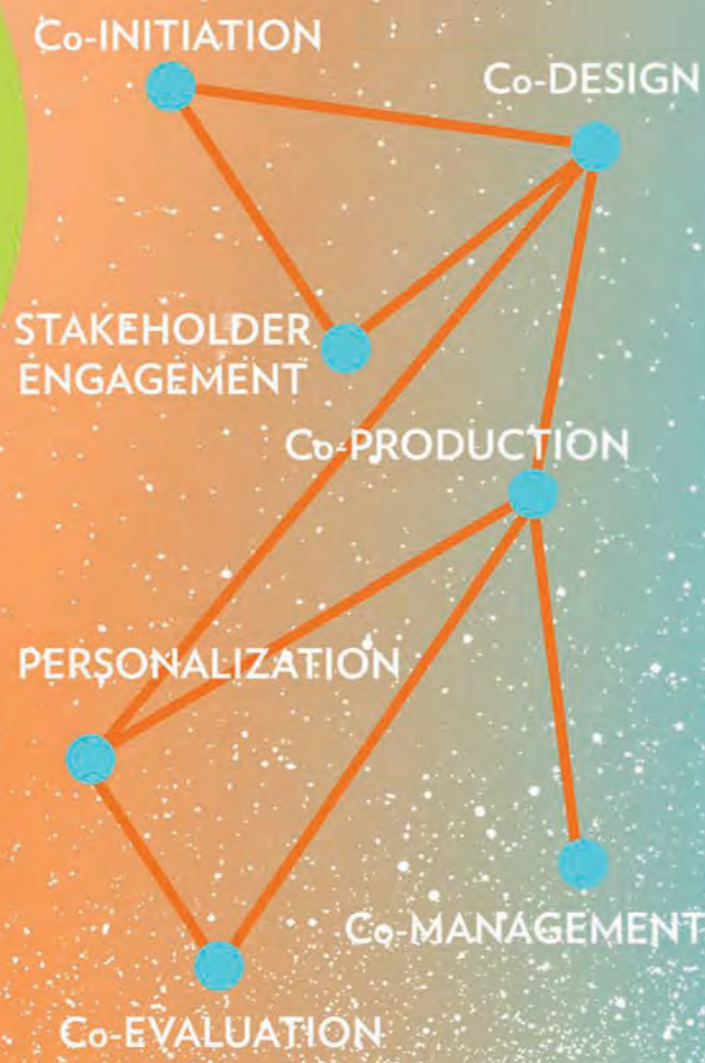 Co-INITIATION
Co-DESIGN
STAKEHOLDER
ENGAGEMENT
Co-PRODUCTION
PERSONALIZATION
Co-MANAGEMENT
Co-EVALUATION